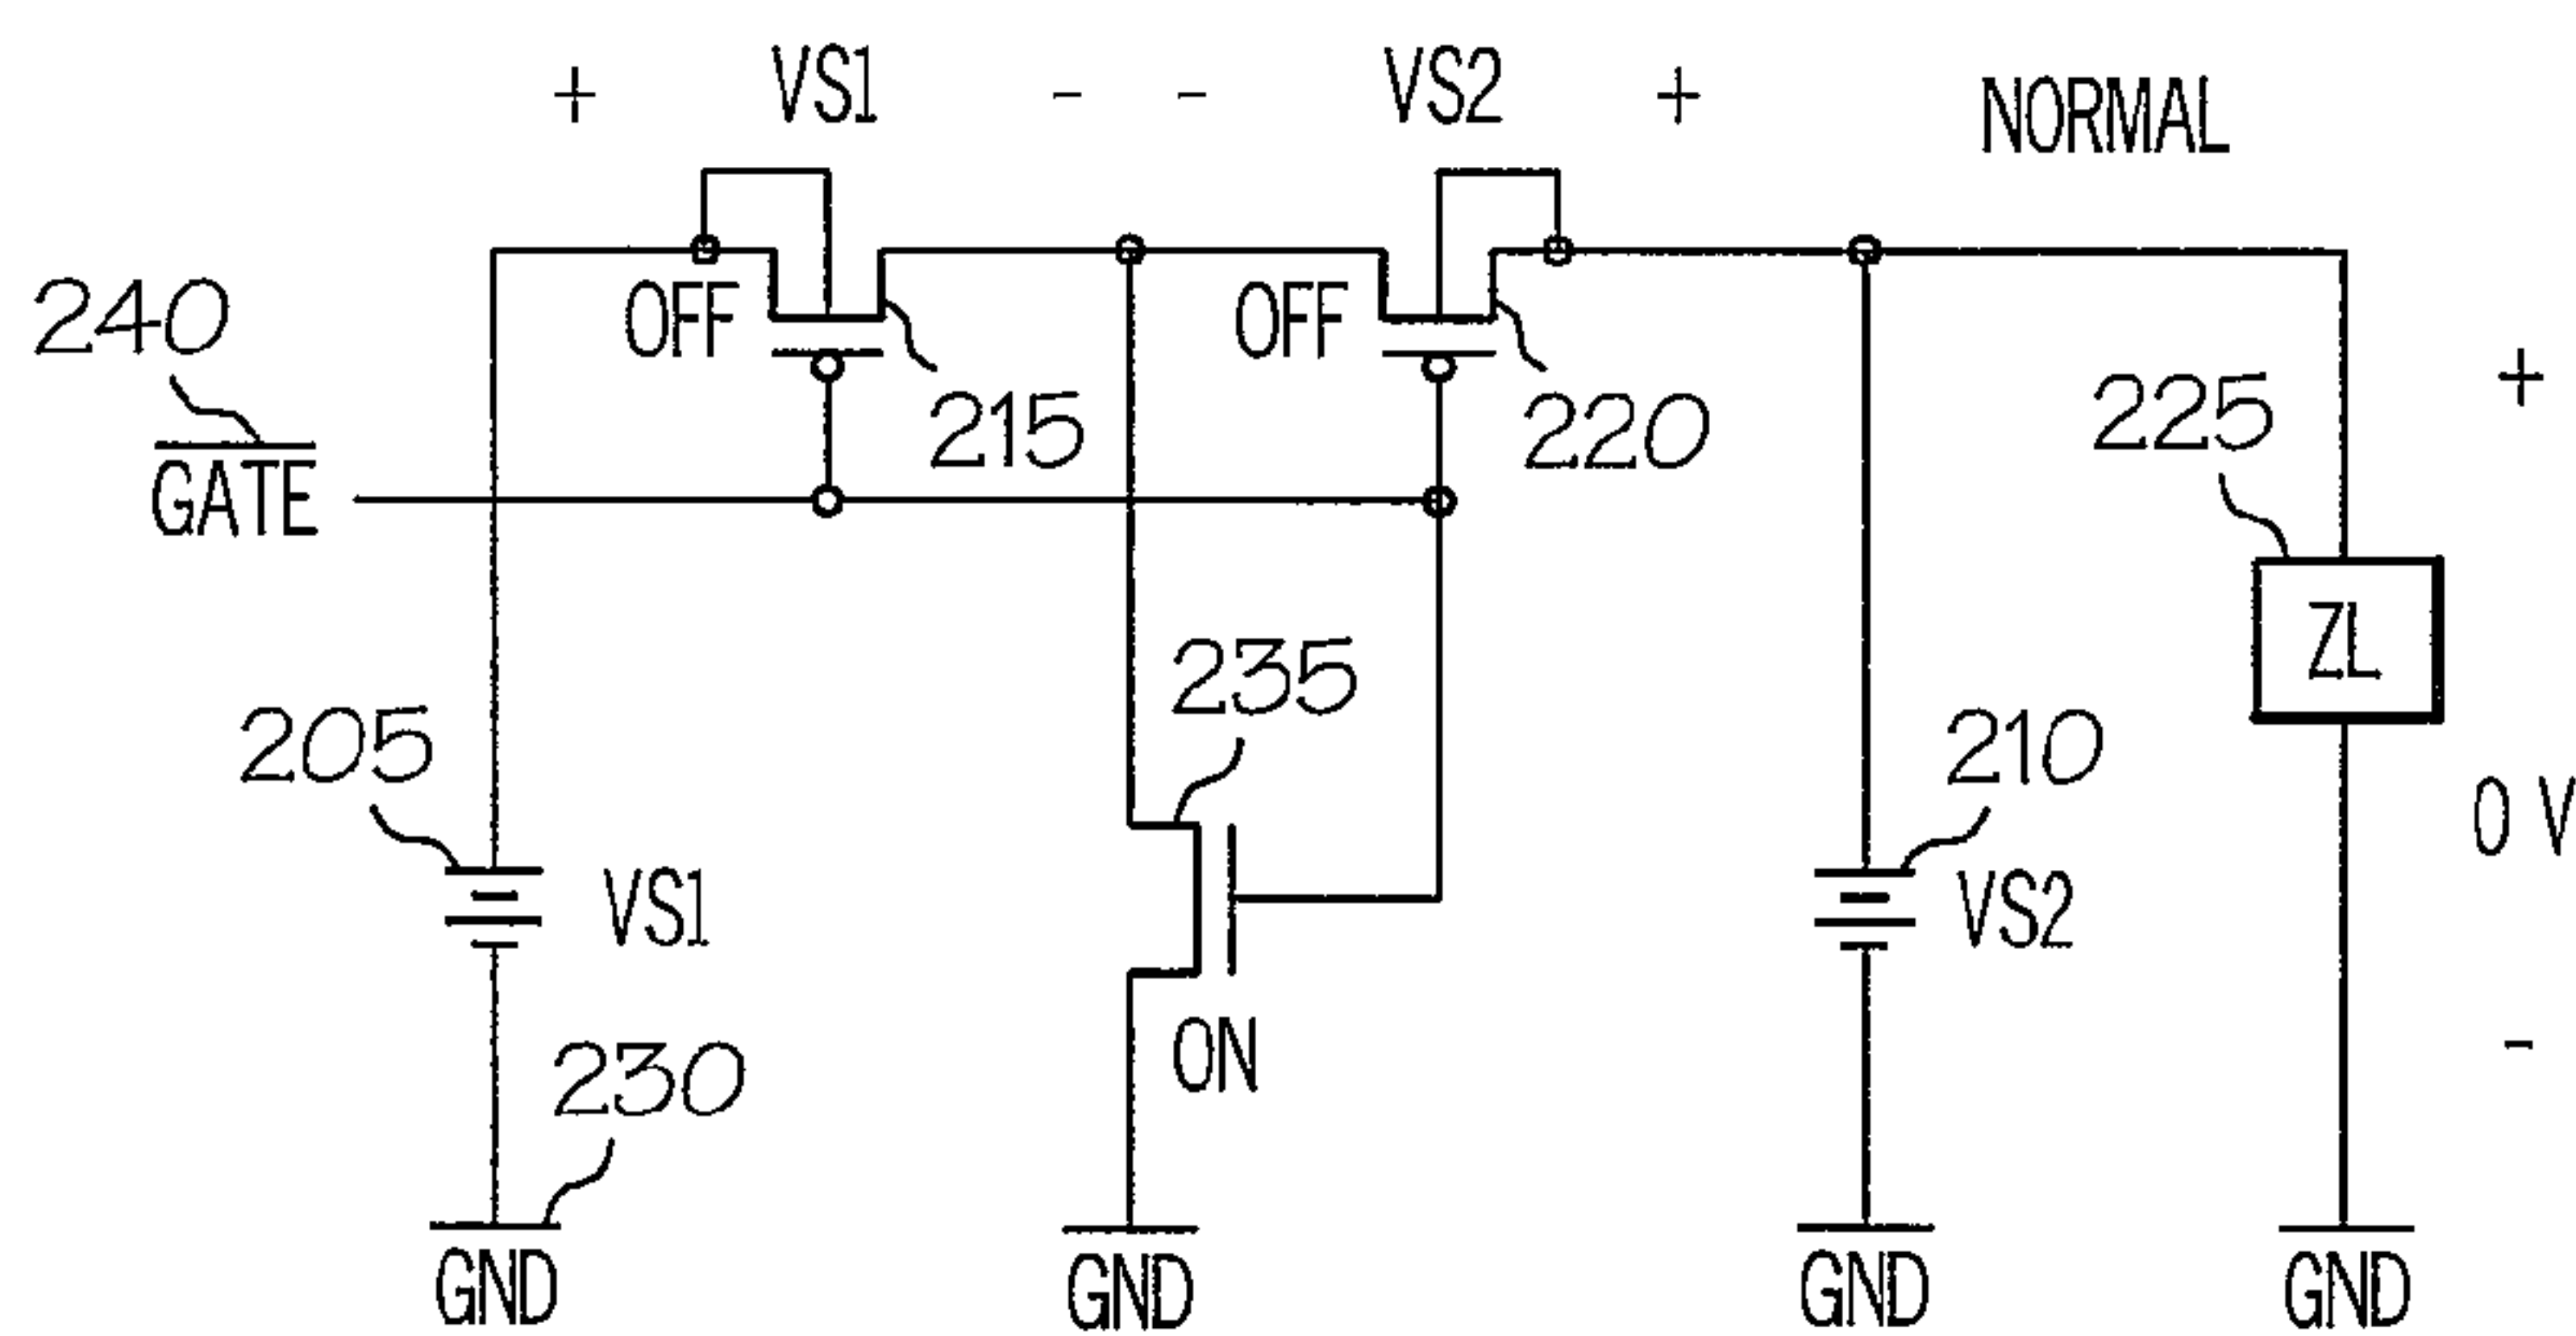 + VS1 - - VS2 + NORMAL
240
OFF
OFF
GATE
215
220
225
+
ZL
235
205
210
0 V
VS1
VS2
230
ON
-
GND
GND
GND
GND